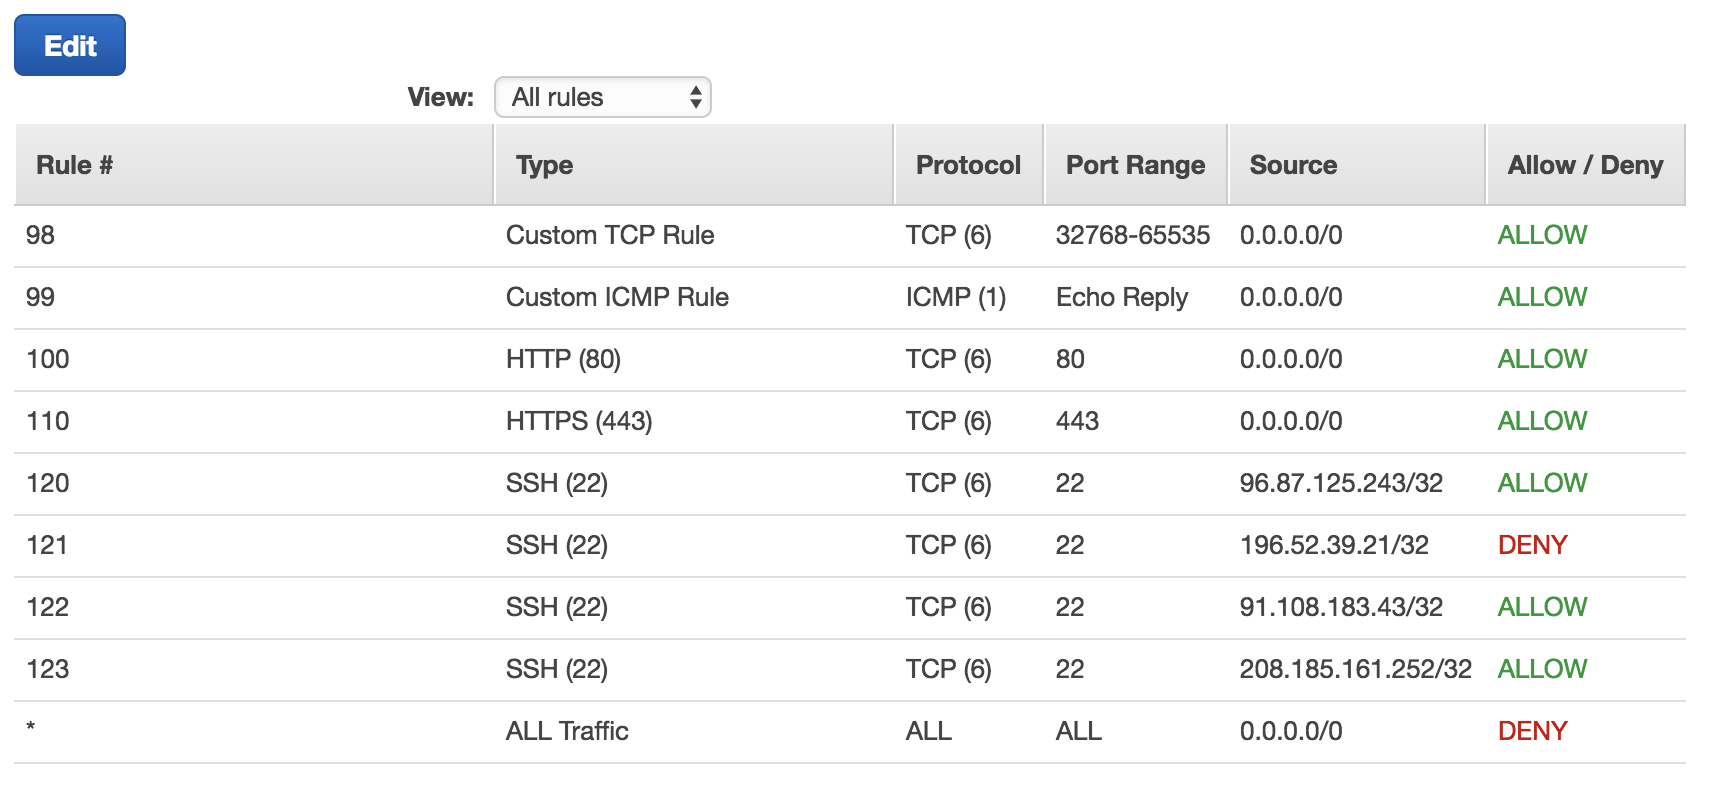 Edit
View: All rules
Rule # Type Protocol Port Range Source Allow / Deny
98 Custom TCP Rule TCP (6) 32768-65535 0.0.0.0/0 ALLOW
99 Custom ICMP Rule ICMP (1) Echo Reply 0.0.0.0/0 ALLOW
100 HTTP (80) TCP (6) 80 0.0.0.0/0 ALLOW
110 HTTPS (443) TCP (6) 443 0.0.0.0/0 ALLOW
120 SSH (22) TCP (6) 22 96.87.125.243/32 ALLOW
121 SSH (22) TCP (6) 22 196.52.39.21/32 DENY
122 SSH (22) TCP (6) 22 91.108.183.43/32 ALLOW
123 SSH (22) TCP (6) 22 208.185.161.252/32 ALLOW
* ALL Traffic ALL ALL 0.0.0.0/0 DENY